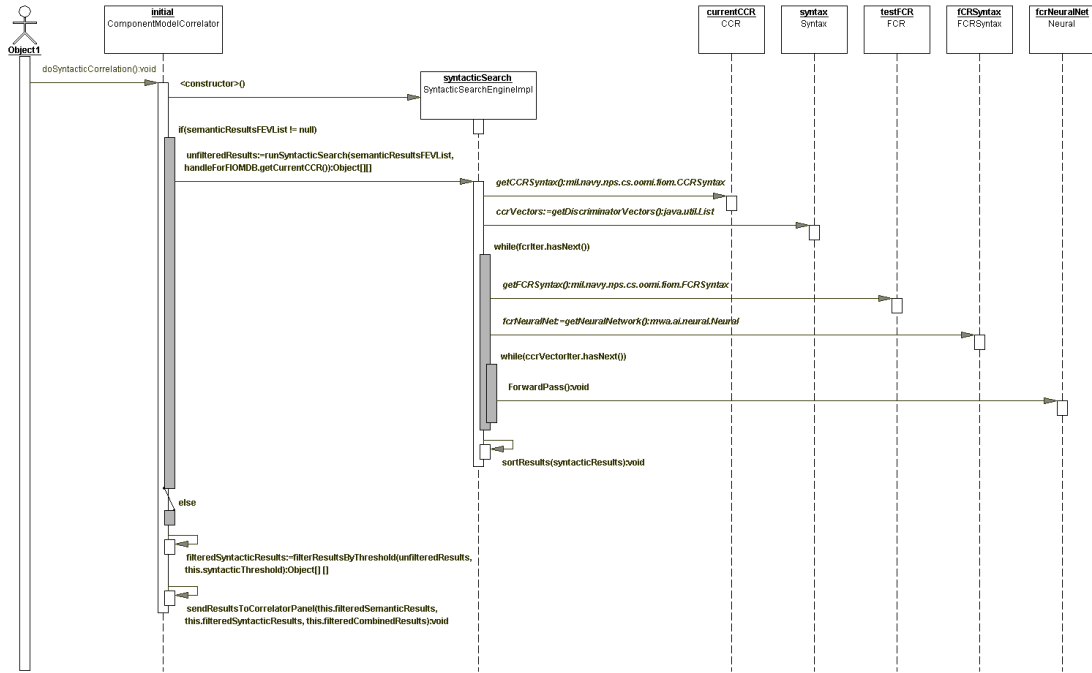 initial
ComponentModelCorrelator
currentCCR
CCR
syntax
Syntax
testFCR
FCR
fCRSyntax
FCRSyntax
fcrNeuralNet
Neural
Object1
doSyntacticCorrelation():void
<constructor>()
syntacticSearch
SyntacticSearchEngineImpl
if(semanticResultsFEVList != null)
unfilteredResults:=runSyntacticSearch(semanticResultsFEVList,
handleForFIOMDB.getCurrentCCR()):Object[][]
getCCRSyntax():mil.navy.nps.cs.oomi.fiom.CCRSyntax
ccrVectors:=getDiscriminatorVectors():java.util.List
while(fcrIter.hasNext())
getFCRSyntax():mil.navy.nps.cs.oomi.fiom.FCRSyntax
fcrNeuralNet:=getNeuralNetwork():mwa.ai.neural.Neural
while(ccrVectorIter.hasNext())
ForwardPass():void
sortResults(syntacticResults):void
else
filteredSyntacticResults:=filterResultsByThreshold(unfilteredResults,
this.syntacticThreshold):Object[] []
sendResultsToCorrelatorPanel(this.filteredSemanticResults,
this.filteredSyntacticResults, this.filteredCombinedResults):void